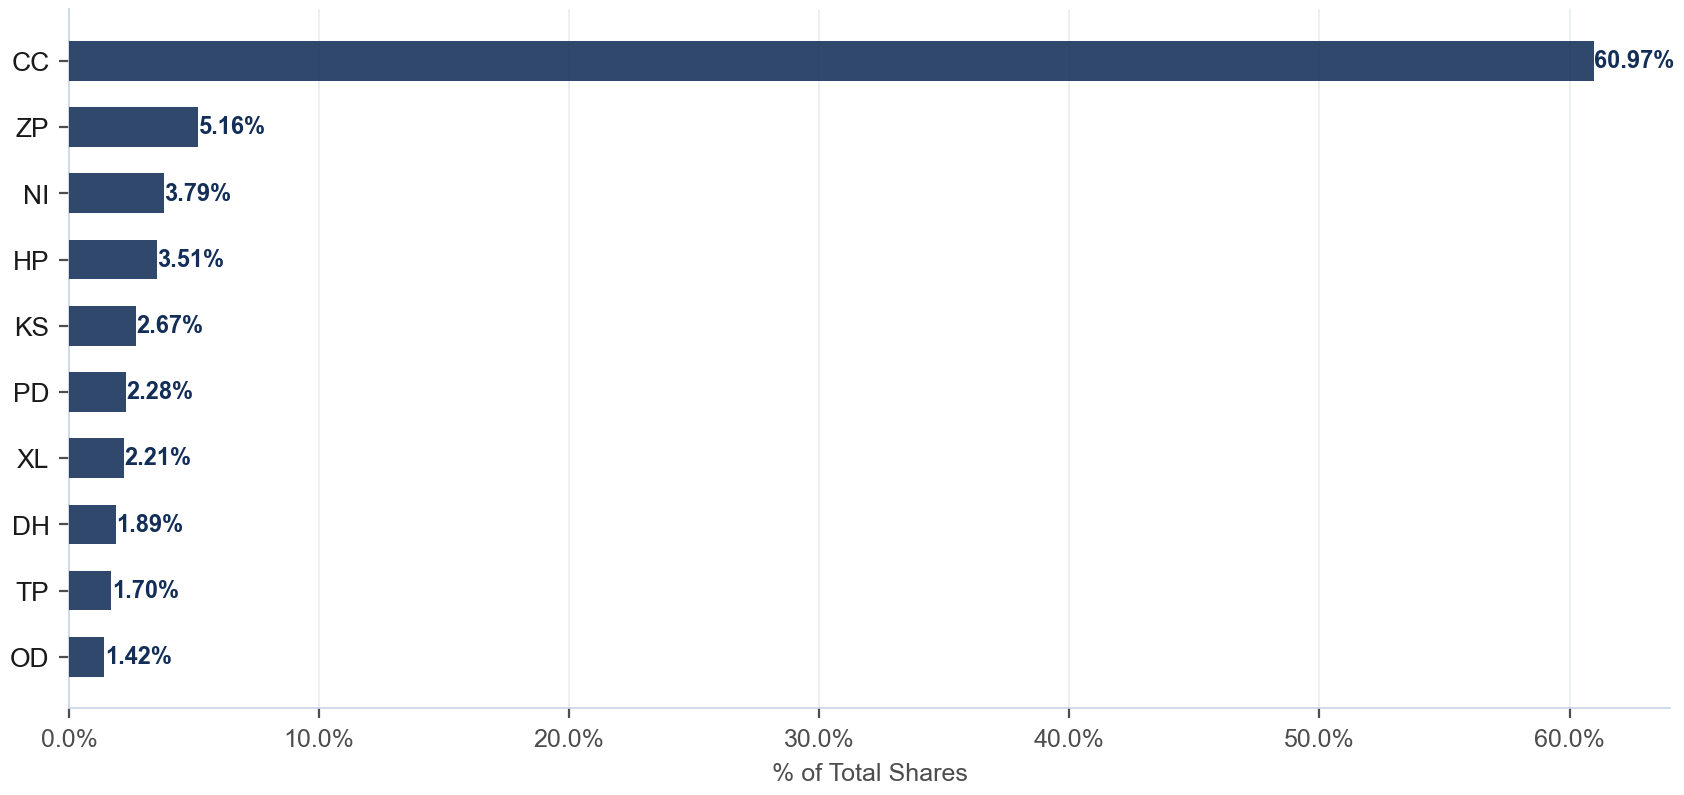 CC 60.97%
ZP 5.16%
NI 3.79%
HP 3.51%
KS 2.67%
PD 2.28%
XL 2.21%
DH 1.89%
TP 1.70%
OD 1.42%
0.0% 10.0% 20.0% 30.0% 40.0% 50.0% 60.0%
% of Total Shares